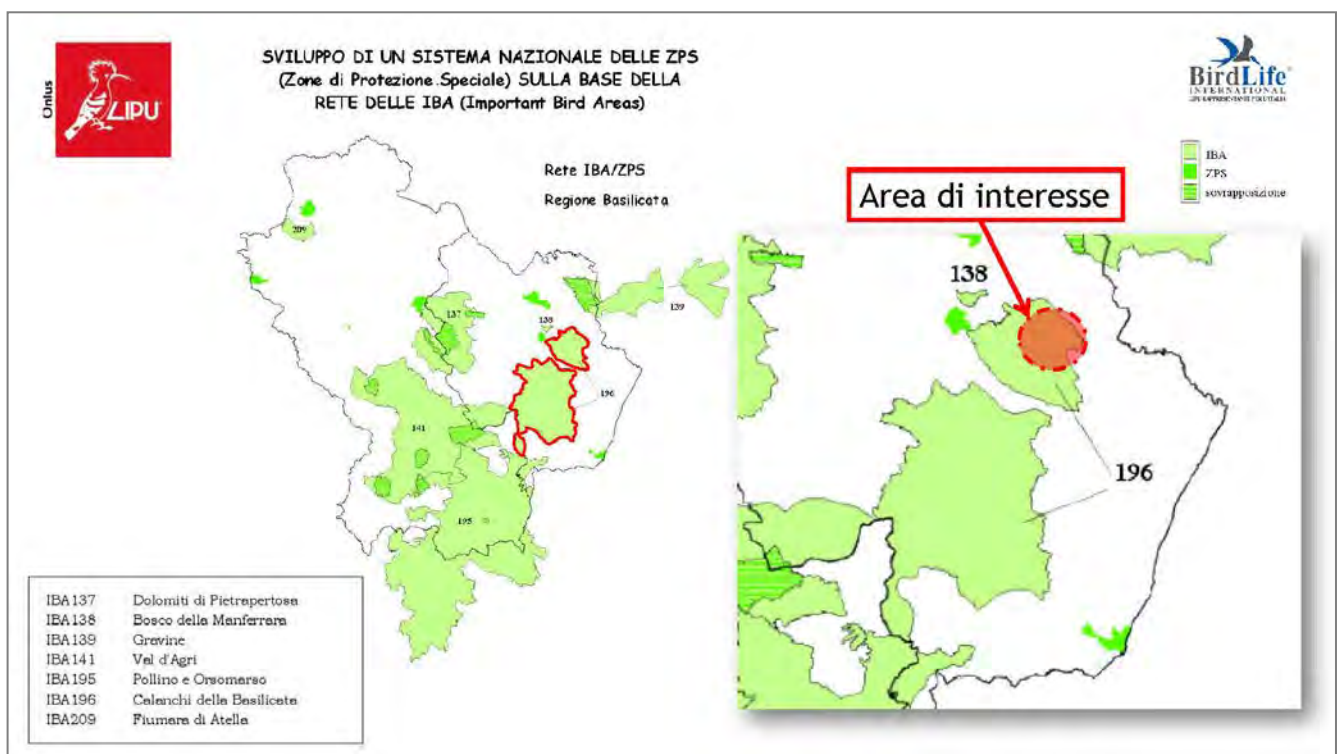 Onlus
LIPU
SVILUPPO DI UN SISTEMA NAZIONALE DELLE ZPS
(Zone di Protezione Speciale) SULLA BASE DELLA
RETE DELLE IBA (Important Bird Areas)
BirdLife
INTERNATIONAL
Rete IBA/ZPS
Regione Basilicata
IBA
ZPS
sovrapposizione
Area di interesse
209
137
138
139
196
141
195
138
196
IBA137 Dolomiti di Pietrapertosa
IBA138 Bosco della Manferrara
IBA139 Gravine
IBA141 Val d'Agri
IBA195 Pollino e Orsomarso
IBA196 Calanchi della Basilicata
IBA209 Fiumara di Atella